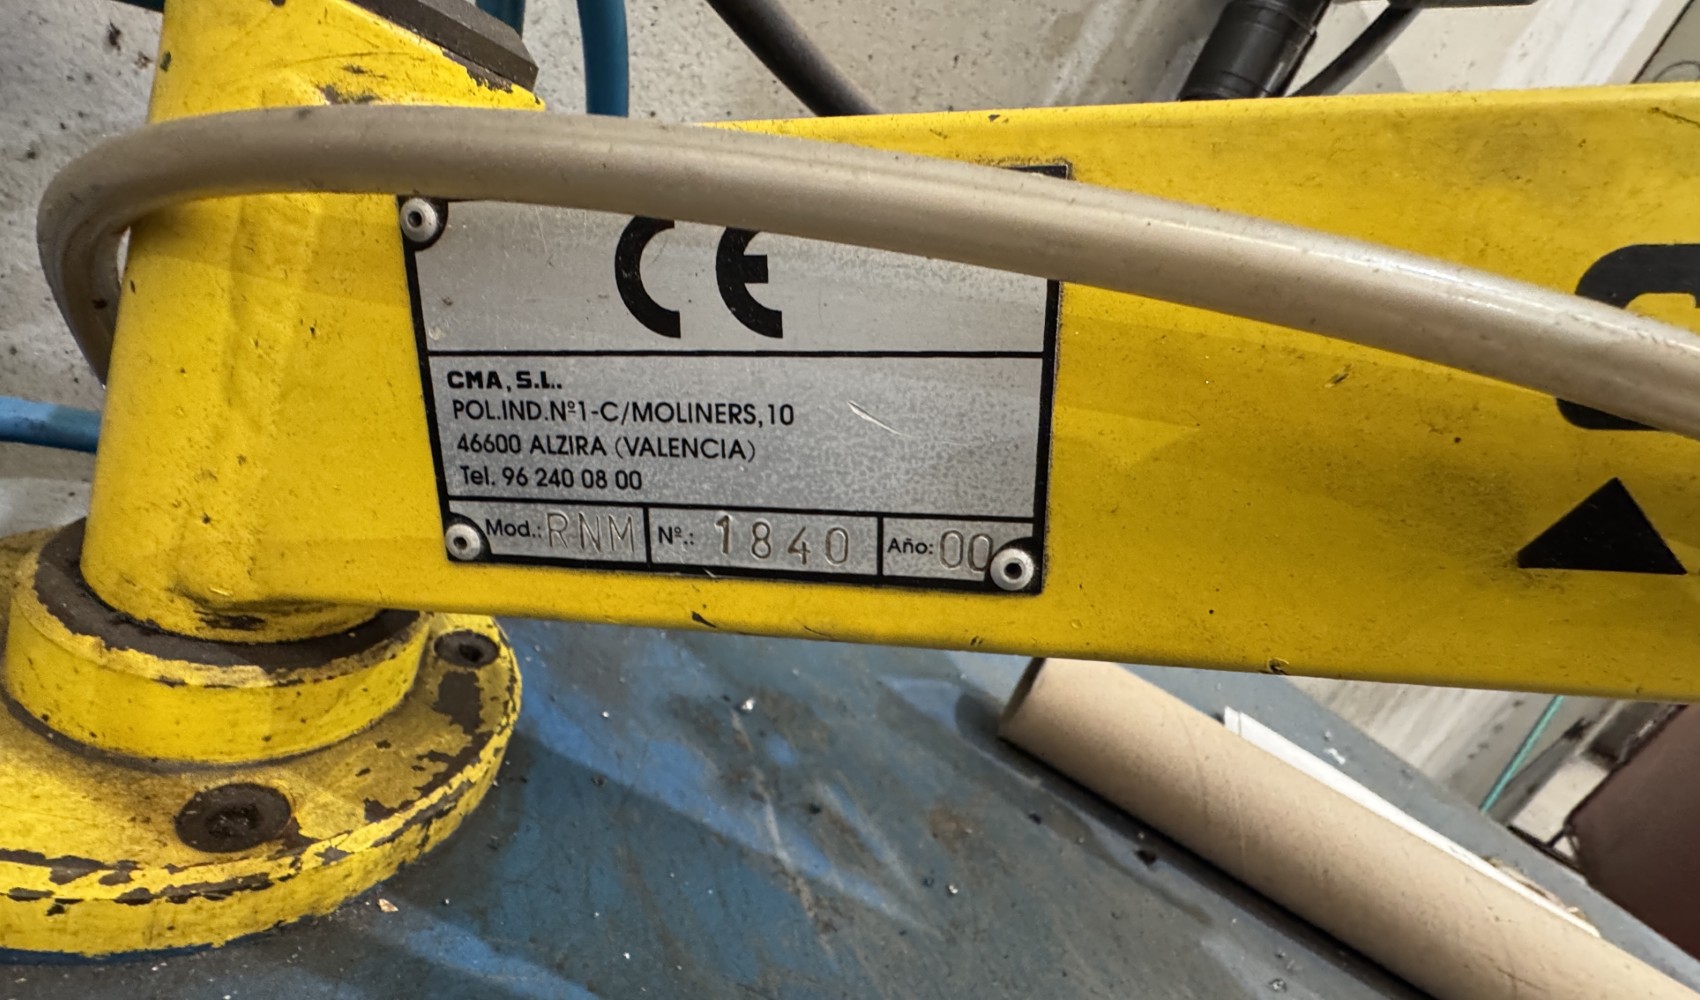 CE
CMA, S.L.
POL.IND.Nº1-C/MOLINERS,10
46600 ALZIRA (VALENCIA)
Tel. 96 240 08 00
Mod.: RNM Nº.: 1840 Año: 00